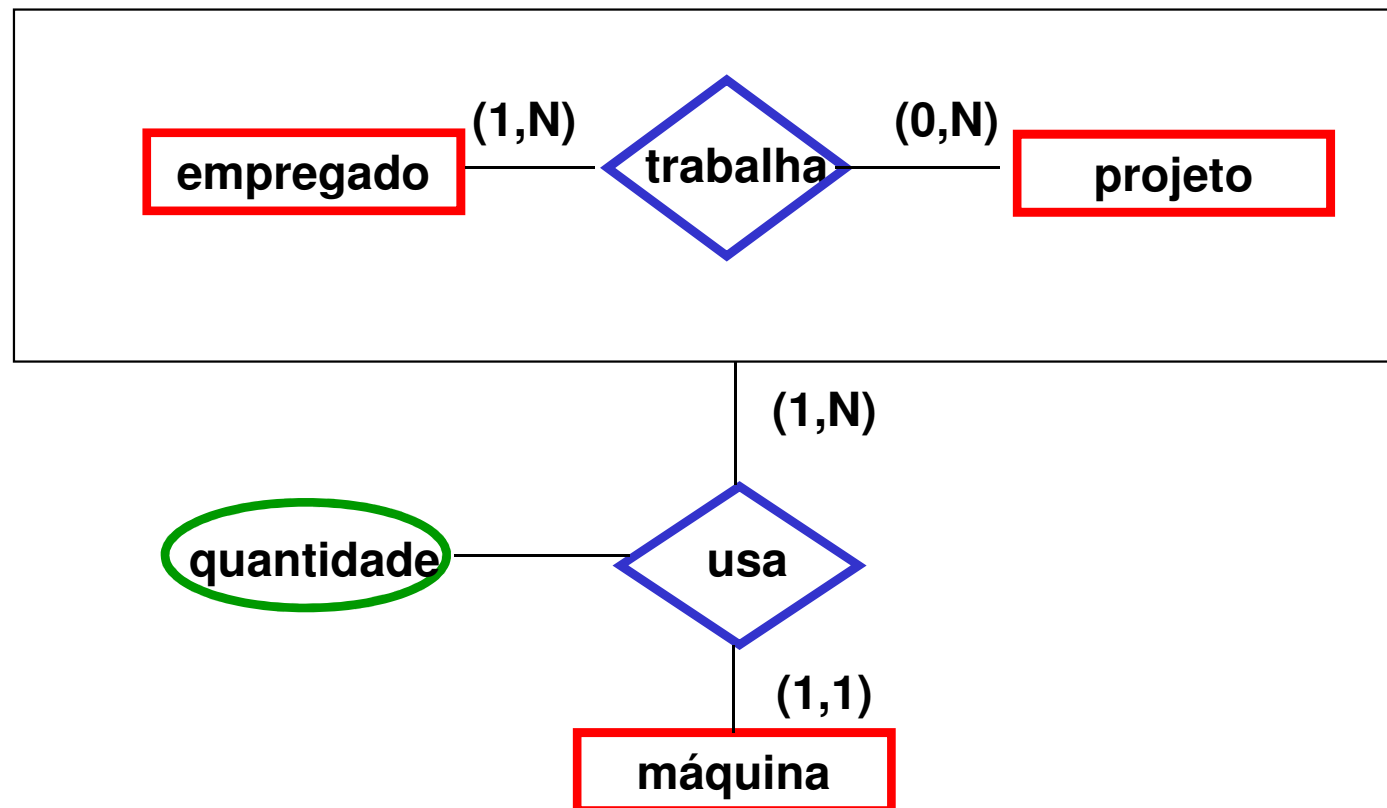 (1,N) (0,N)
empregado trabalha projeto
(1,N)
quantidade usa
(1,1)
máquina